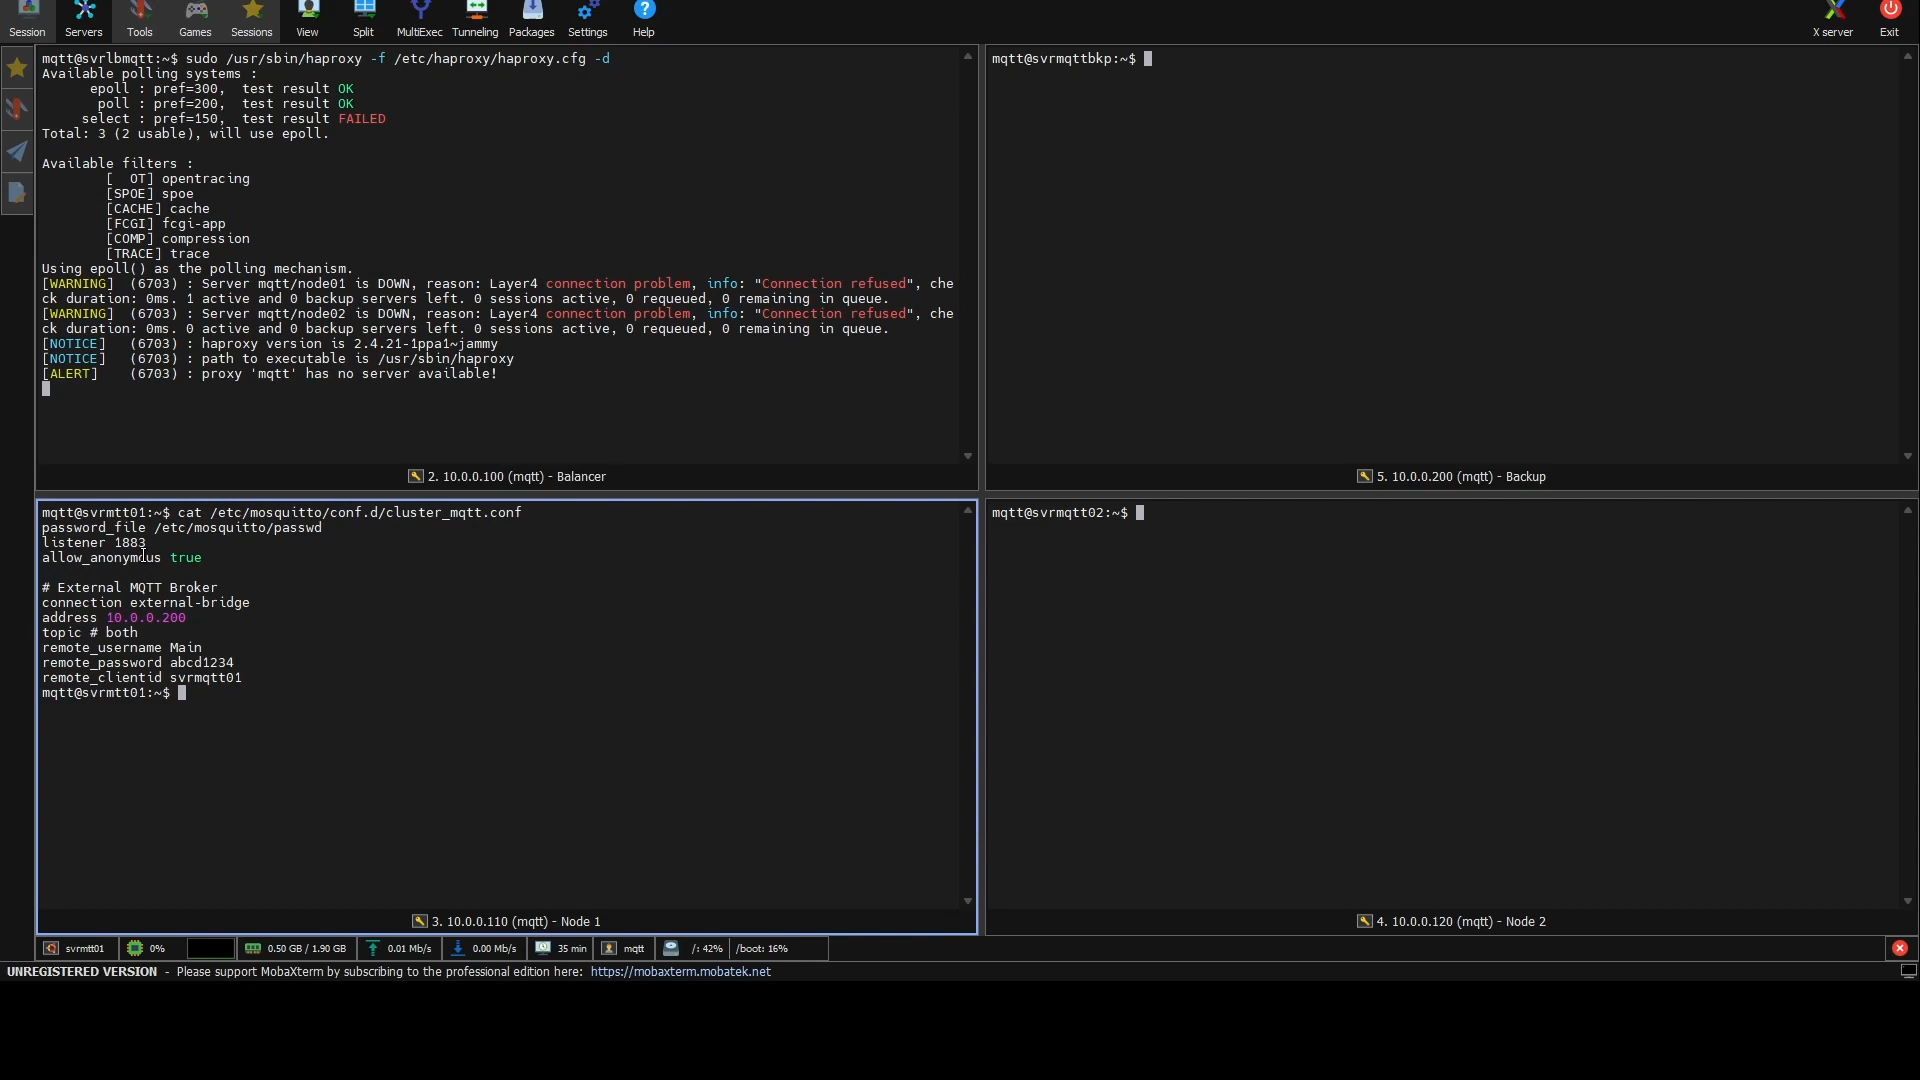 Session Servers Tools Games Sessions View Split MultiExec Tunneling Packages Settings Help X server Exit
mqtt@svrlbmqtt:~$ sudo /usr/sbin/haproxy -f /etc/haproxy/haproxy.cfg -d
Available polling systems :
epoll : pref=300, test result OK
poll : pref=200, test result OK
select : pref=150, test result FAILED
Total: 3 (2 usable), will use epoll.
Available filters :
[ OT] opentracing
[SPOE] spoe
[CACHE] cache
[FCGI] fcgi-app
[COMP] compression
[TRACE] trace
Using epoll() as the polling mechanism.
[WARNING] (6703) : Server mqtt/node01 is DOWN, reason: Layer4 connection problem, info: "Connection refused", che
ck duration: 0ms. 1 active and 0 backup servers left. 0 sessions active, 0 requeued, 0 remaining in queue.
[WARNING] (6703) : Server mqtt/node02 is DOWN, reason: Layer4 connection problem, info: "Connection refused", che
ck duration: 0ms. 0 active and 0 backup servers left. 0 sessions active, 0 requeued, 0 remaining in queue.
[NOTICE] (6703) : haproxy version is 2.4.21-1ppa1~jammy
[NOTICE] (6703) : path to executable is /usr/sbin/haproxy
[ALERT] (6703) : proxy 'mqtt' has no server available!
2. 10.0.0.100 (mqtt) - Balancer
mqtt@svrmqttbkp:~$
5. 10.0.0.200 (mqtt) - Backup
mqtt@svrmtt01:~$ cat /etc/mosquitto/conf.d/cluster_mqtt.conf
password_file /etc/mosquitto/passwd
listener 1883
allow_anonymous true
# External MQTT Broker
connection external-bridge
address 10.0.0.200
topic # both
remote_username Main
remote_password abcd1234
remote_clientid svrmqtt01
mqtt@svrmtt01:~$
3. 10.0.0.110 (mqtt) - Node 1
mqtt@svrmqtt02:~$
4. 10.0.0.120 (mqtt) - Node 2
svrmtt01 0% 0.50 GB / 1.90 GB 0.01 Mb/s 0.00 Mb/s 35 min mqtt /: 42% /boot: 16%
UNREGISTERED VERSION - Please support MobaXterm by subscribing to the professional edition here: https://mobaxterm.mobatek.net